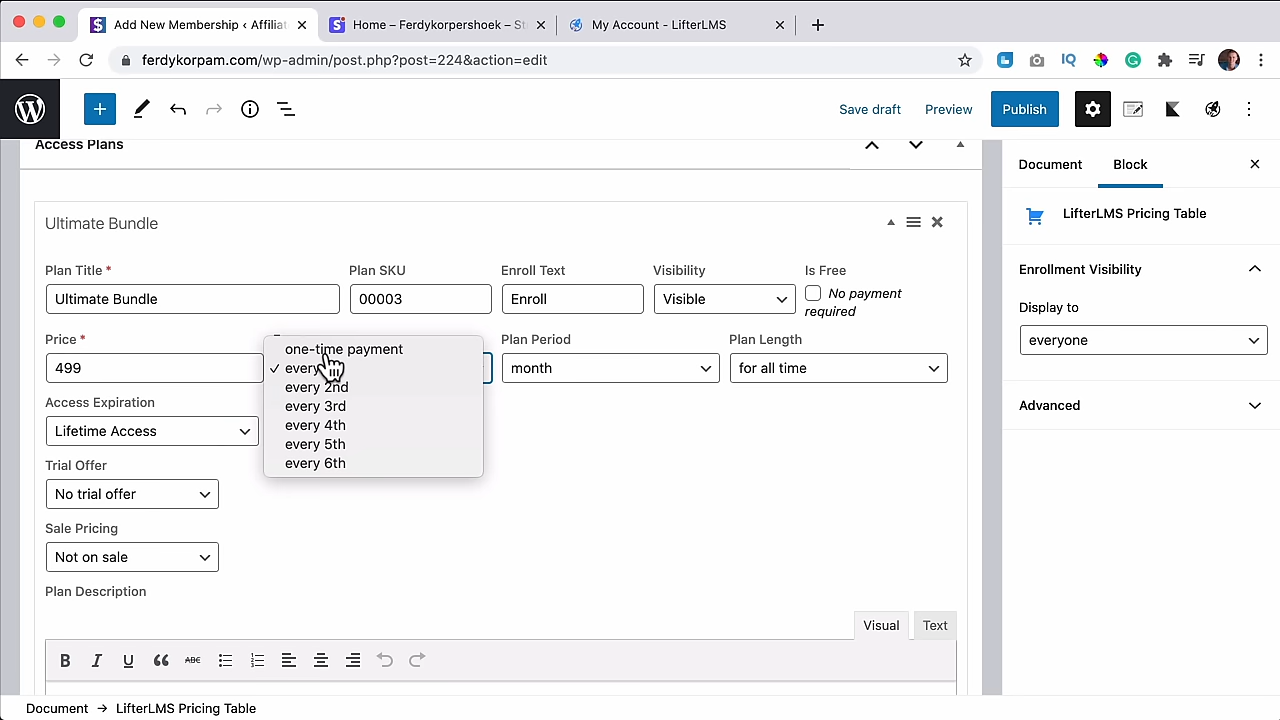 Add New Membership ‹ Affiliat
Home – Ferdykorpershoek – St
My Account - LifterLMS
ferdykorpam.com/wp-admin/post.php?post=224&action=edit
Save draft
Preview
Publish
Access Plans
Document
Block
LifterLMS Pricing Table
Ultimate Bundle
Plan Title *
Plan SKU
Enroll Text
Visibility
Is Free
Ultimate Bundle
00003
Enroll
Visible
No payment
required
Enrollment Visibility
Display to
everyone
Advanced
Price *
Plan Period
Plan Length
499
month
for all time
one-time payment
every
every 2nd
every 3rd
every 4th
every 5th
every 6th
Access Expiration
Lifetime Access
Trial Offer
No trial offer
Sale Pricing
Not on sale
Plan Description
Visual
Text
B I U ABC
Document → LifterLMS Pricing Table